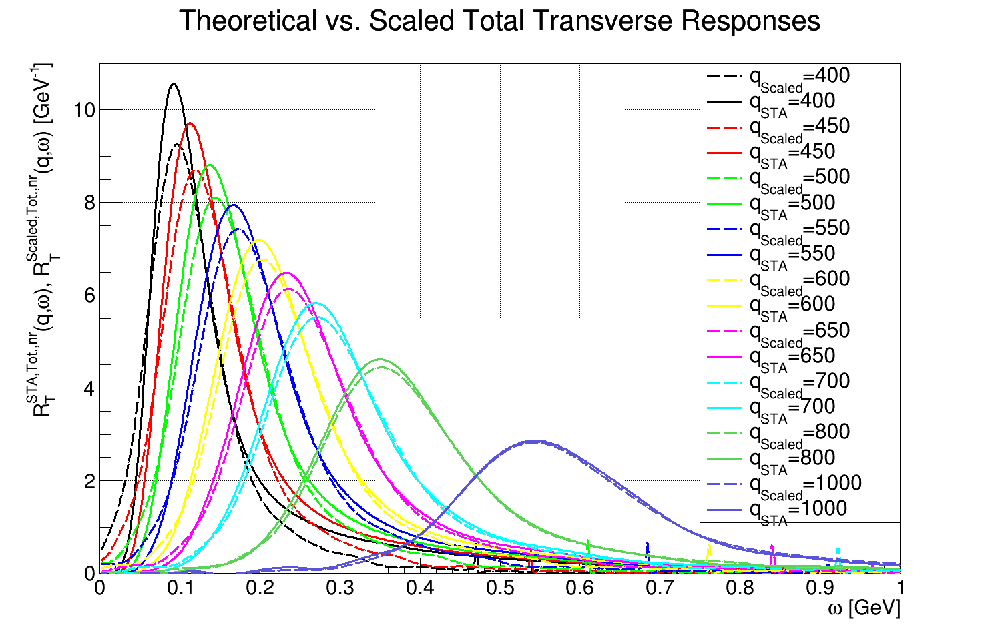 Theoretical vs. Scaled Total Transverse Responses
R_T^STA,Tot.,nr(q,ω), R_T^Scaled,Tot.,nr(q,ω) [GeV^-1]
10
8
6
4
2
0
0 0.1 0.2 0.3 0.4 0.5 0.6 0.7 0.8 0.9 1
ω [GeV]
q_Scaled=400
q_STA=400
q_Scaled=450
q_STA=450
q_Scaled=500
q_STA=500
q_Scaled=550
q_STA=550
q_Scaled=600
q_STA=600
q_Scaled=650
q_STA=650
q_Scaled=700
q_STA=700
q_Scaled=800
q_STA=800
q_Scaled=1000
q_STA=1000